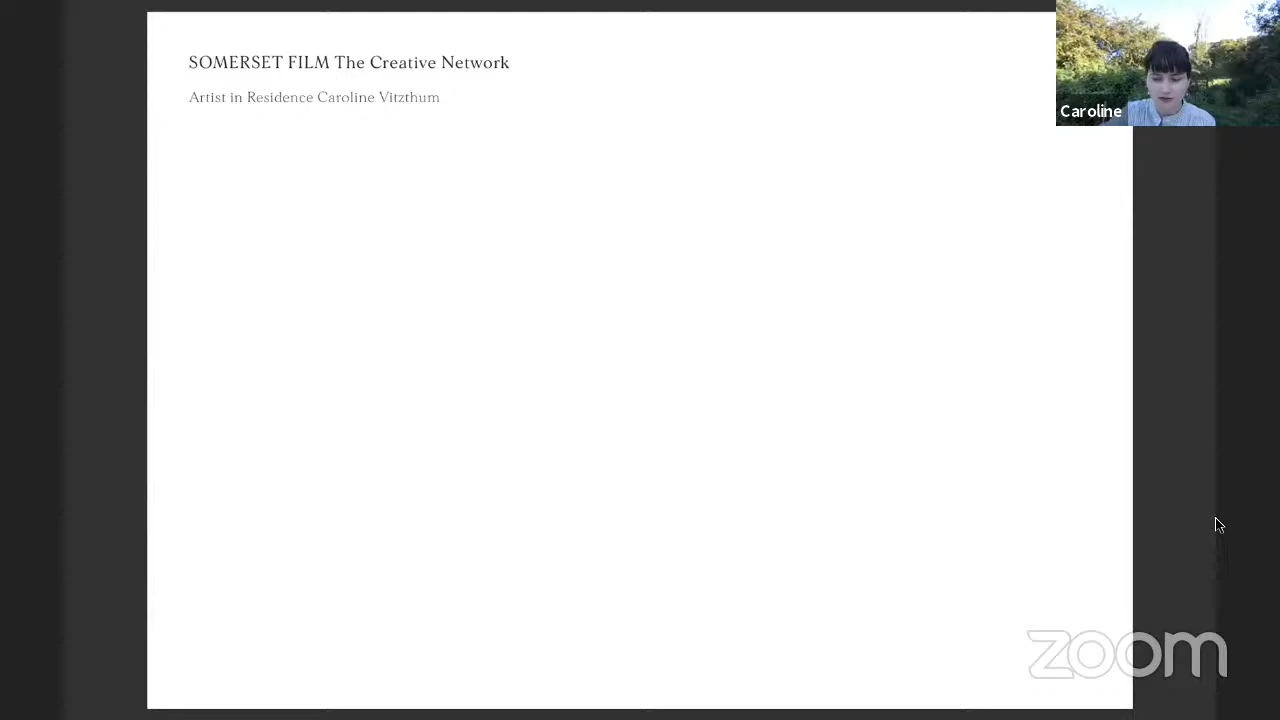 SOMERSET FILM The Creative Network
Artist in Residence Caroline Vitzthum
Caroline
zoom